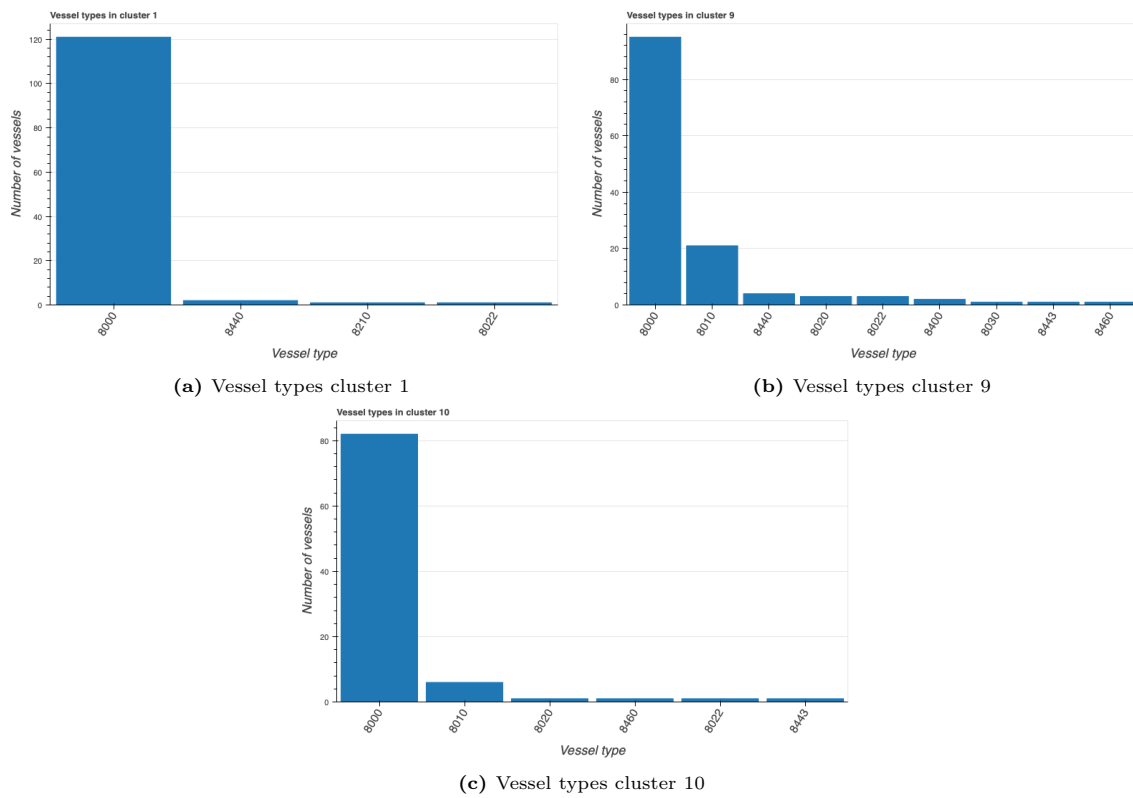 Vessel types in cluster 1
Number of vessels
120
100
80
60
40
20
0
8000 8440 8210 8022
Vessel type
(a) Vessel types cluster 1
Vessel types in cluster 9
Number of vessels
80
60
40
20
0
8000 8010 8440 8020 8022 8400 8030 8443 8460
Vessel type
(b) Vessel types cluster 9
Vessel types in cluster 10
Number of vessels
80
60
40
20
0
8000 8010 8020 8460 8022 8443
Vessel type
(c) Vessel types cluster 10